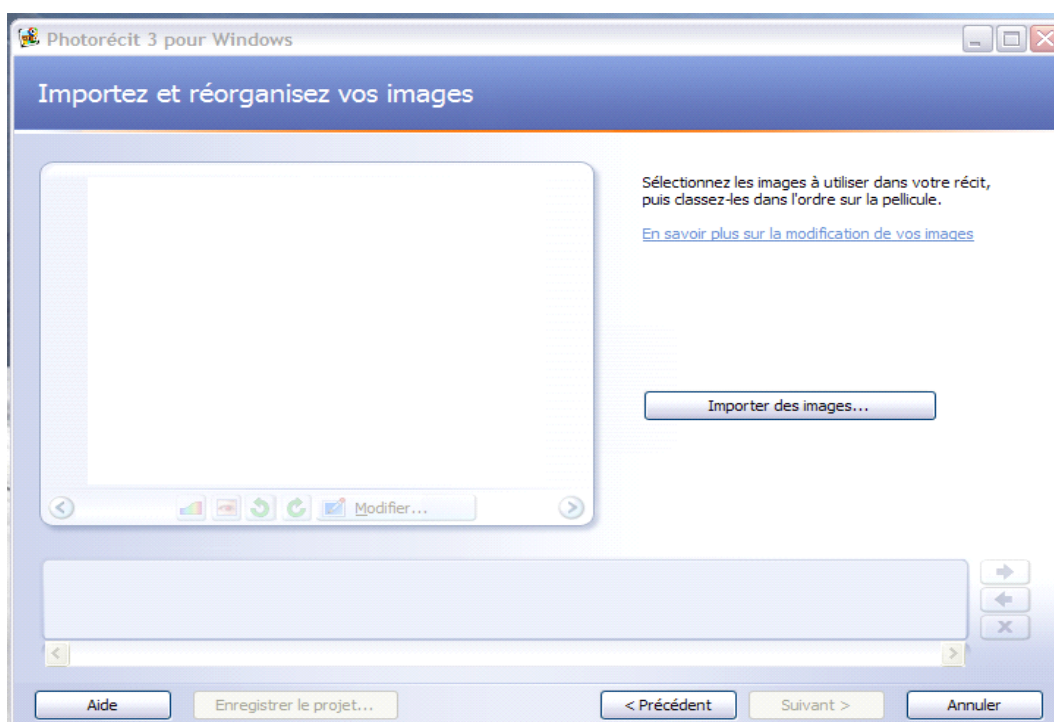 Photorécit 3 pour Windows
Importez et réorganisez vos images
Sélectionnez les images à utiliser dans votre récit,
puis classez-les dans l'ordre sur la pellicule.
En savoir plus sur la modification de vos images
Importer des images...
Modifier...
Aide
Enregistrer le projet...
< Précédent
Suivant >
Annuler